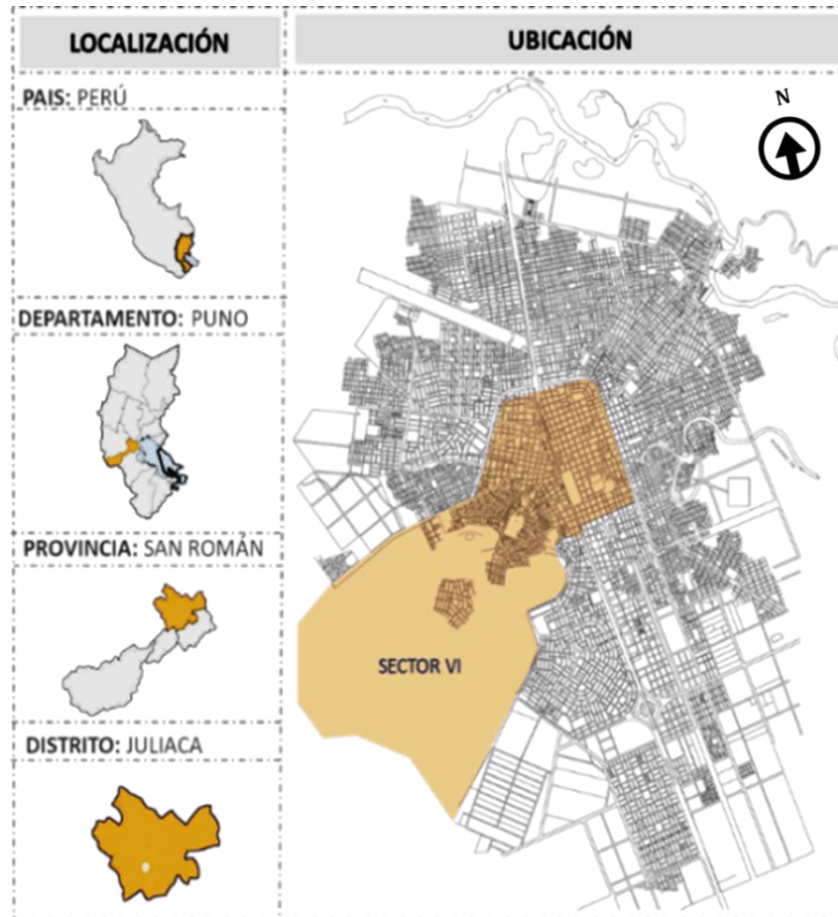 LOCALIZACIÓN
UBICACIÓN
PAIS: PERÚ
N
DEPARTAMENTO: PUNO
PROVINCIA: SAN ROMÁN
SECTOR VI
DISTRITO: JULIACA